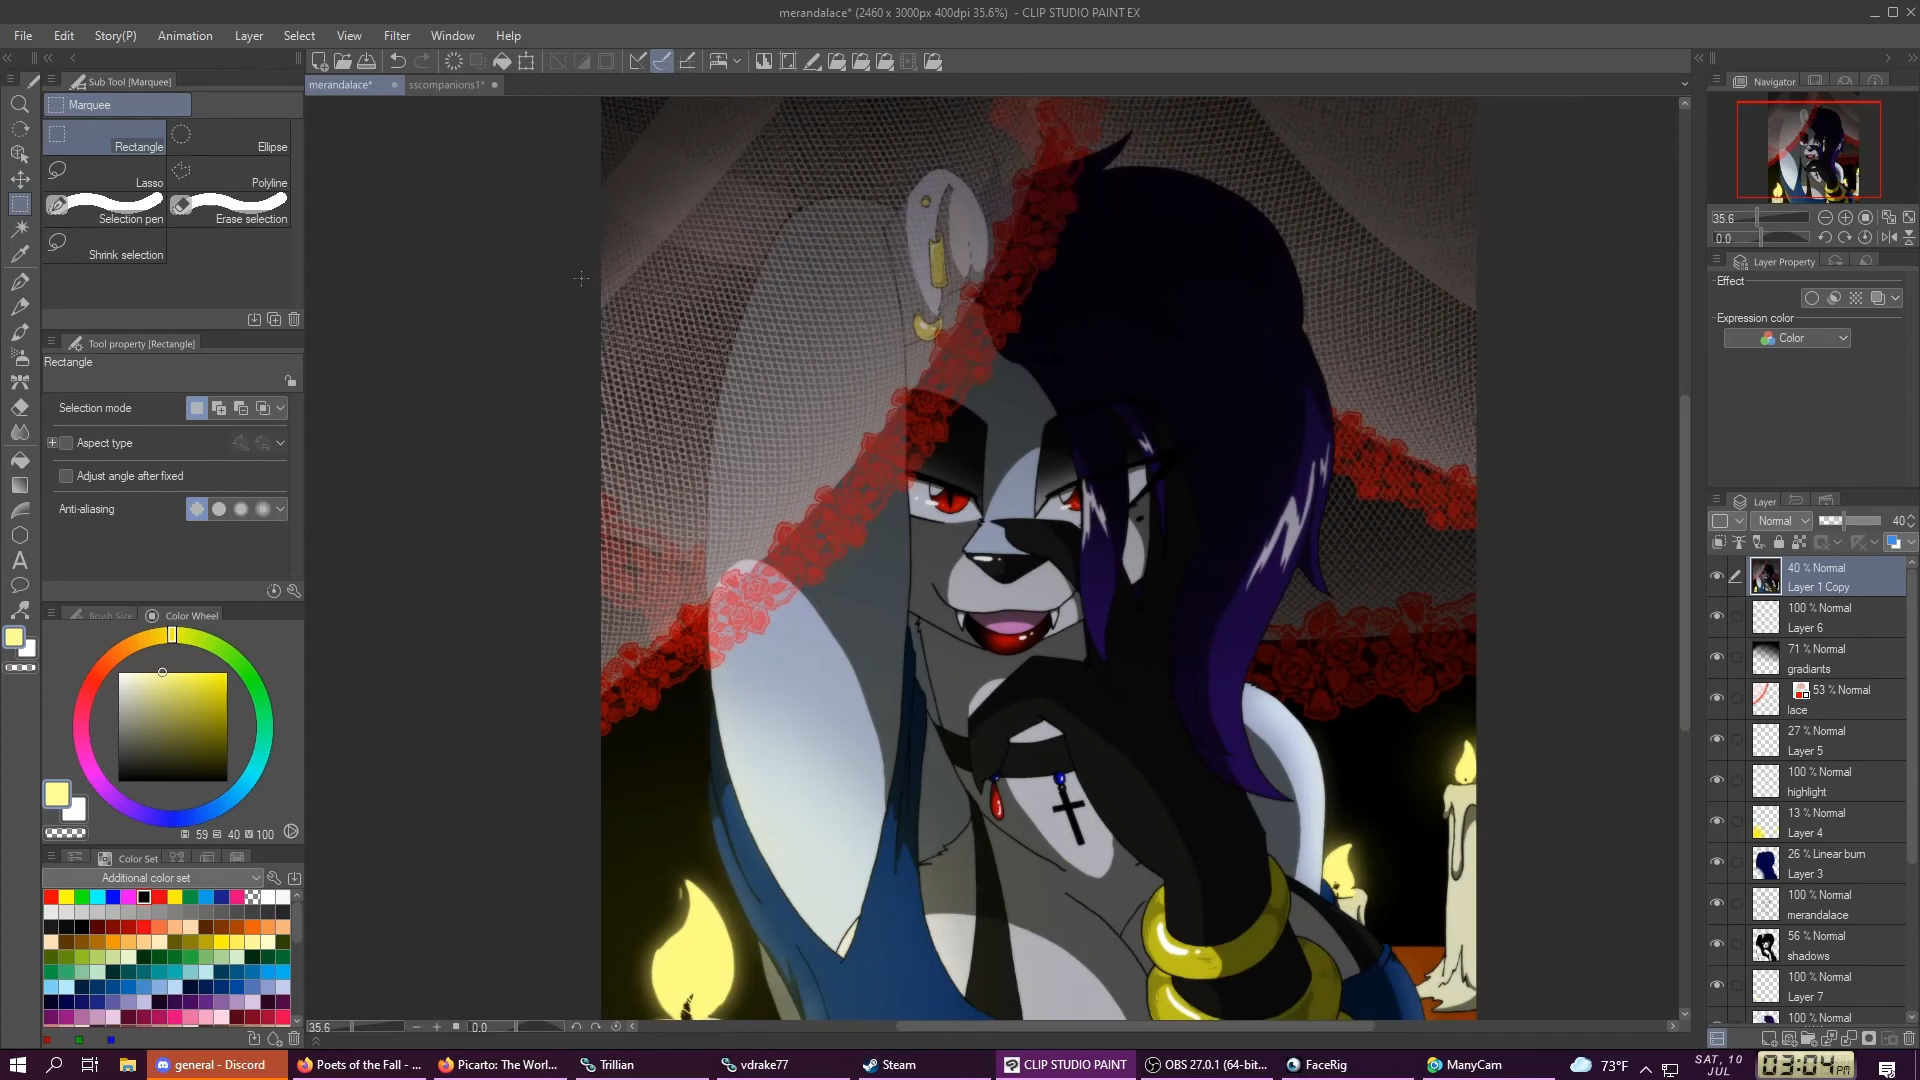 merandalace* (2460 x 3000px 400dpi 35.6%) - CLIP STUDIO PAINT EX
File Edit Story(P) Animation Layer Select View Filter Window Help
Sub Tool [Marquee]
Marquee
Rectangle
Ellipse
Lasso
Polyline
Selection pen
Erase selection
Shrink selection
Tool property [Rectangle]
Rectangle
Selection mode
Aspect type
Adjust angle after fixed
Anti-aliasing
Brush Size
Color Wheel
H 59 S 40 V 100
Color Set
Additional color set
merandalace*
sscompanions1*
35.6
0.0
Navigator
35.6
0.0
Layer Property
Effect
Expression color
Color
Layer
Normal
40
40 % Normal
Layer 1 Copy
100 % Normal
Layer 6
71 % Normal
gradiants
53 % Normal
lace
27 % Normal
Layer 5
100 % Normal
highlight
13 % Normal
Layer 4
26 % Linear burn
Layer 3
100 % Normal
merandalace
56 % Normal
shadows
100 % Normal
Layer 7
100 % Normal
general - Discord
Poets of the Fall - ...
Picarto: The Worl...
Trillian
vdrake77
Steam
CLIP STUDIO PAINT
OBS 27.0.1 (64-bit...
FaceRig
ManyCam
73°F
SAT, 10
JUL
03:04 PM